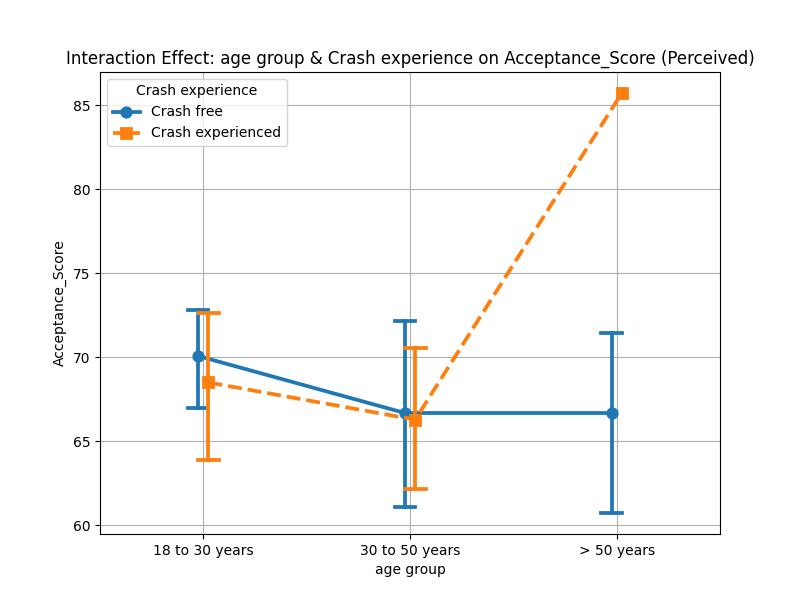 Interaction Effect: age group & Crash experience on Acceptance_Score (Perceived)
Crash experience
Crash free
Crash experienced
Acceptance_Score
85
80
75
70
65
60
18 to 30 years
30 to 50 years
> 50 years
age group